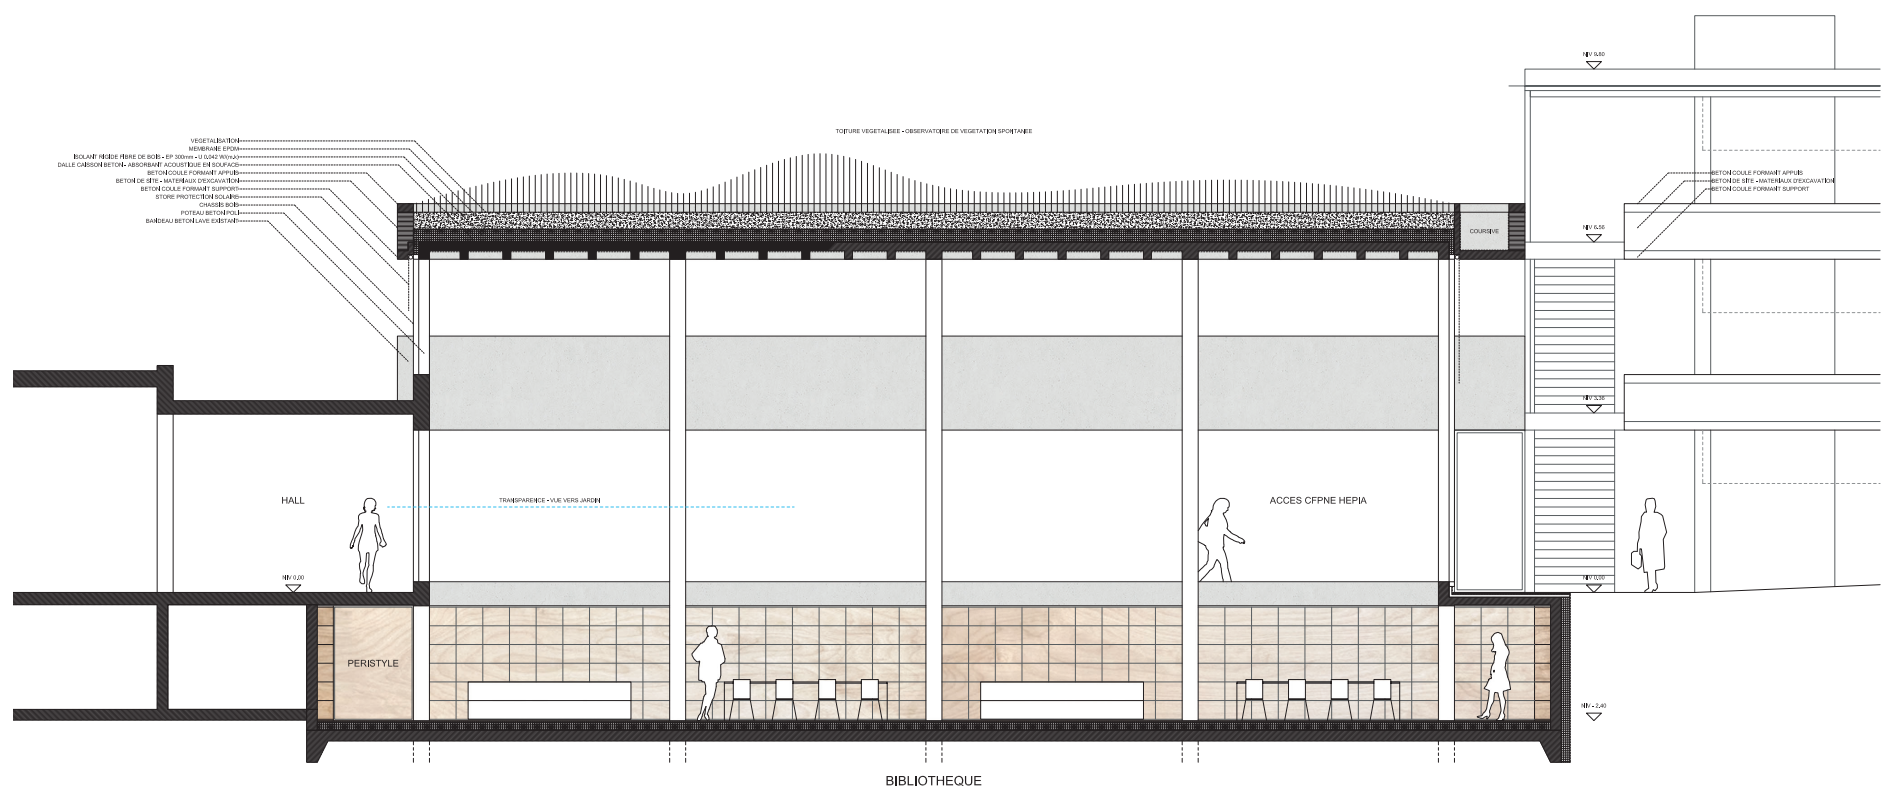 NIV 9.80
TOITURE VEGETALISEE - OBSERVATOIRE DE VEGETATION SPONTANEE
VEGETALISATION
MEMBRANE EPDM
ISOLANT RIGIDE FIBRE DE BOIS - EP 300mm - U 0.042 W/(mJ)
DALLE CAISSON BETON - ABSORBANT ACOUSTIQUE EN SOUFACE
BETON COULE FORMANT APPUIS
BETON DE SITE - MATERIAUX D'EXCAVATION
BETON COULE FORMANT SUPPORT
STORE PROTECTION SOLAIRE
CHASSIS BOIS
POTEAU BETON POLI
BANDEAU BETON LAVE EXISTANT
BETON COULE FORMANT APPUIS
BETON DE SITE - MATERIAUX D'EXCAVATION
BETON COULE FORMANT SUPPORT
COURSIVE
NIV 6.56
NIV 3.36
HALL
TRANSPARENCE - VUE VERS JARDIN
ACCES CFPNE HEPIA
NIV 0.00
NIV 0.00
PERISTYLE
NIV - 2.40
BIBLIOTHEQUE